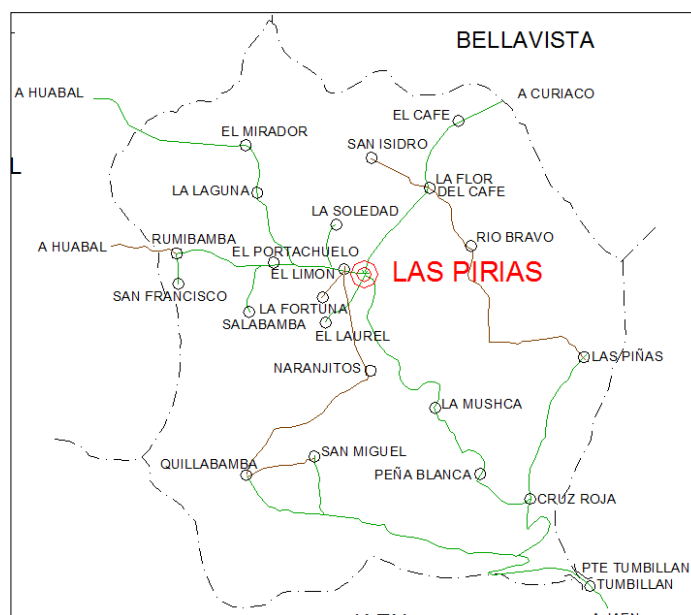 BELLAVISTA
A HUABAL
A CURIACO
EL CAFE
EL MIRADOR
SAN ISIDRO
L
LA FLOR
DEL CAFE
LA LAGUNA
LA SOLEDAD
RUMIBAMBA
A HUABAL
EL PORTACHUELO
RIO BRAVO
EL LIMON
LAS PIRIAS
SAN FRANCISCO
LA FORTUNA
SALABAMBA
EL LAUREL
LAS PIÑAS
NARANJITOS
LA MUSHCA
SAN MIGUEL
QUILLABAMBA
PEÑA BLANCA
CRUZ ROJA
PTE TUMBILLAN
TUMBILLAN
A JAEN